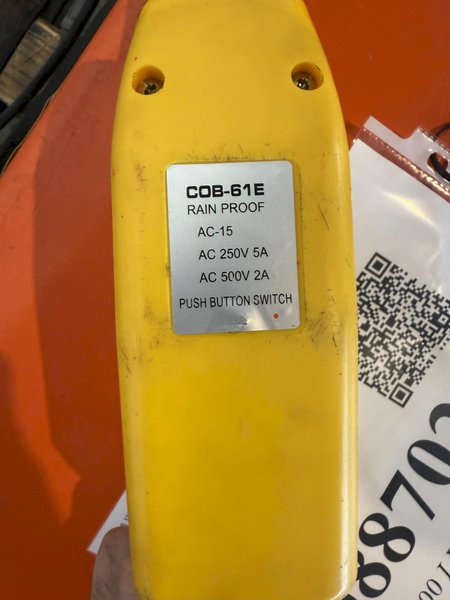 COB-61E
RAIN PROOF
AC-15
AC 250V 5A
AC 500V 2A
PUSH BUTTON SWITCH